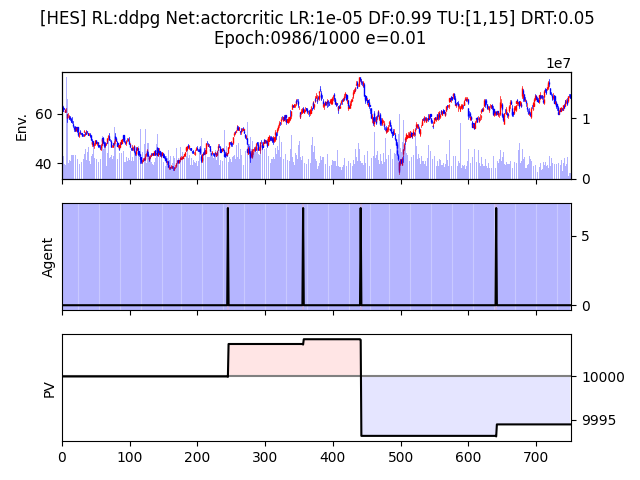 [HES] RL:ddpg Net:actorcritic LR:1e-05 DF:0.99 TU:[1,15] DRT:0.05
Epoch:0986/1000 e=0.01
1e7
Env.
60
40
1
0
Agent
5
0
PV
10000
9995
0 100 200 300 400 500 600 700